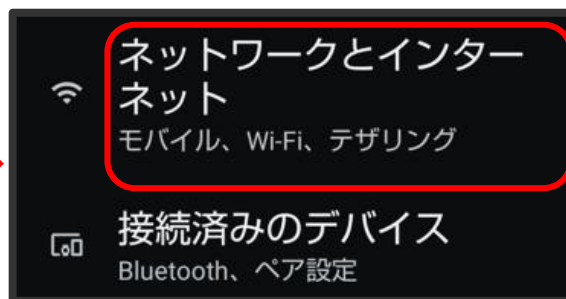 ネットワークとインター
ネット
モバイル、Wi-Fi、テザリング
接続済みのデバイス
Bluetooth、ペア設定